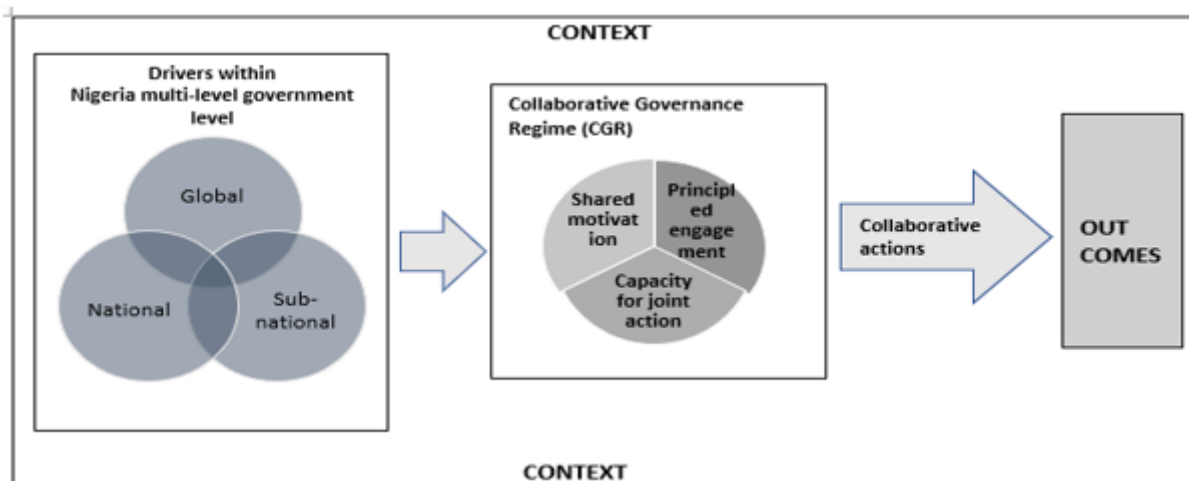 CONTEXT
Drivers within
Nigeria multi-level government
level
Global
National
Sub-
national
Collaborative Governance
Regime (CGR)
Shared
motivat
ion
Principl
ed
engage
ment
Capacity
for joint
action
Collaborative
actions
OUT
COMES
CONTEXT